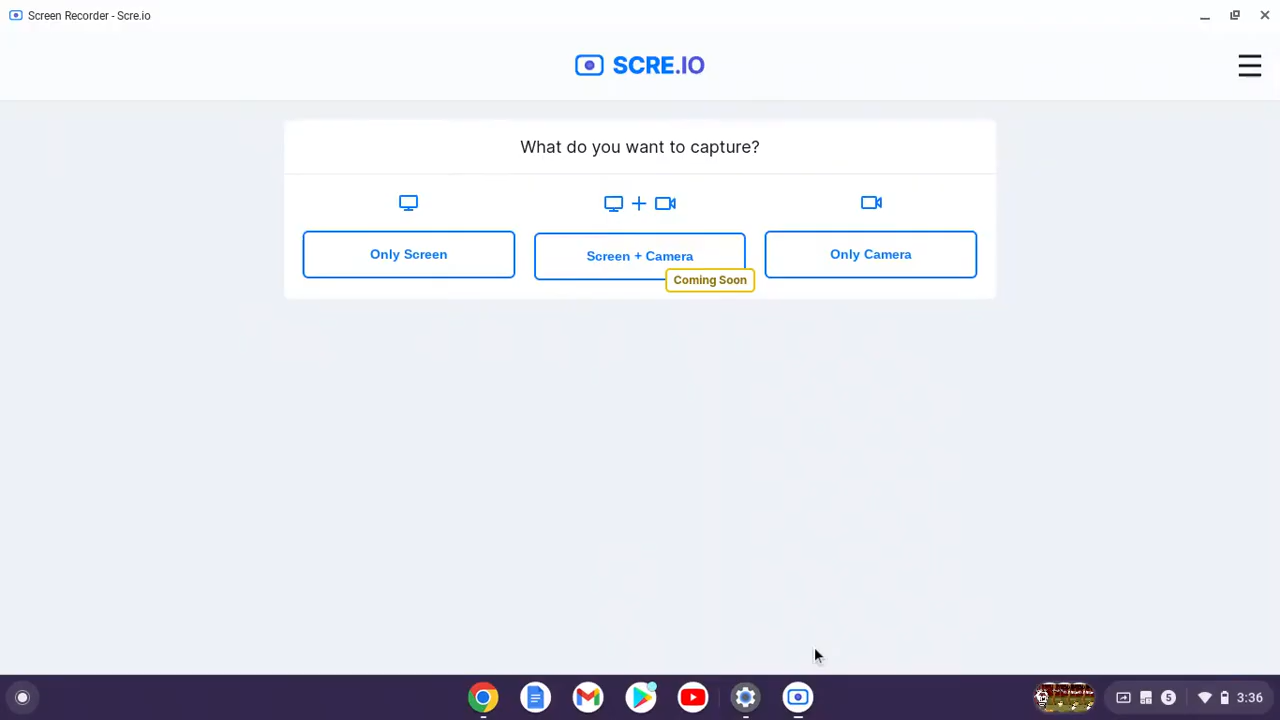 Screen Recorder - Scre.io
SCRE.IO
What do you want to capture?
Only Screen
Screen + Camera
Only Camera
Coming Soon
5
3:36